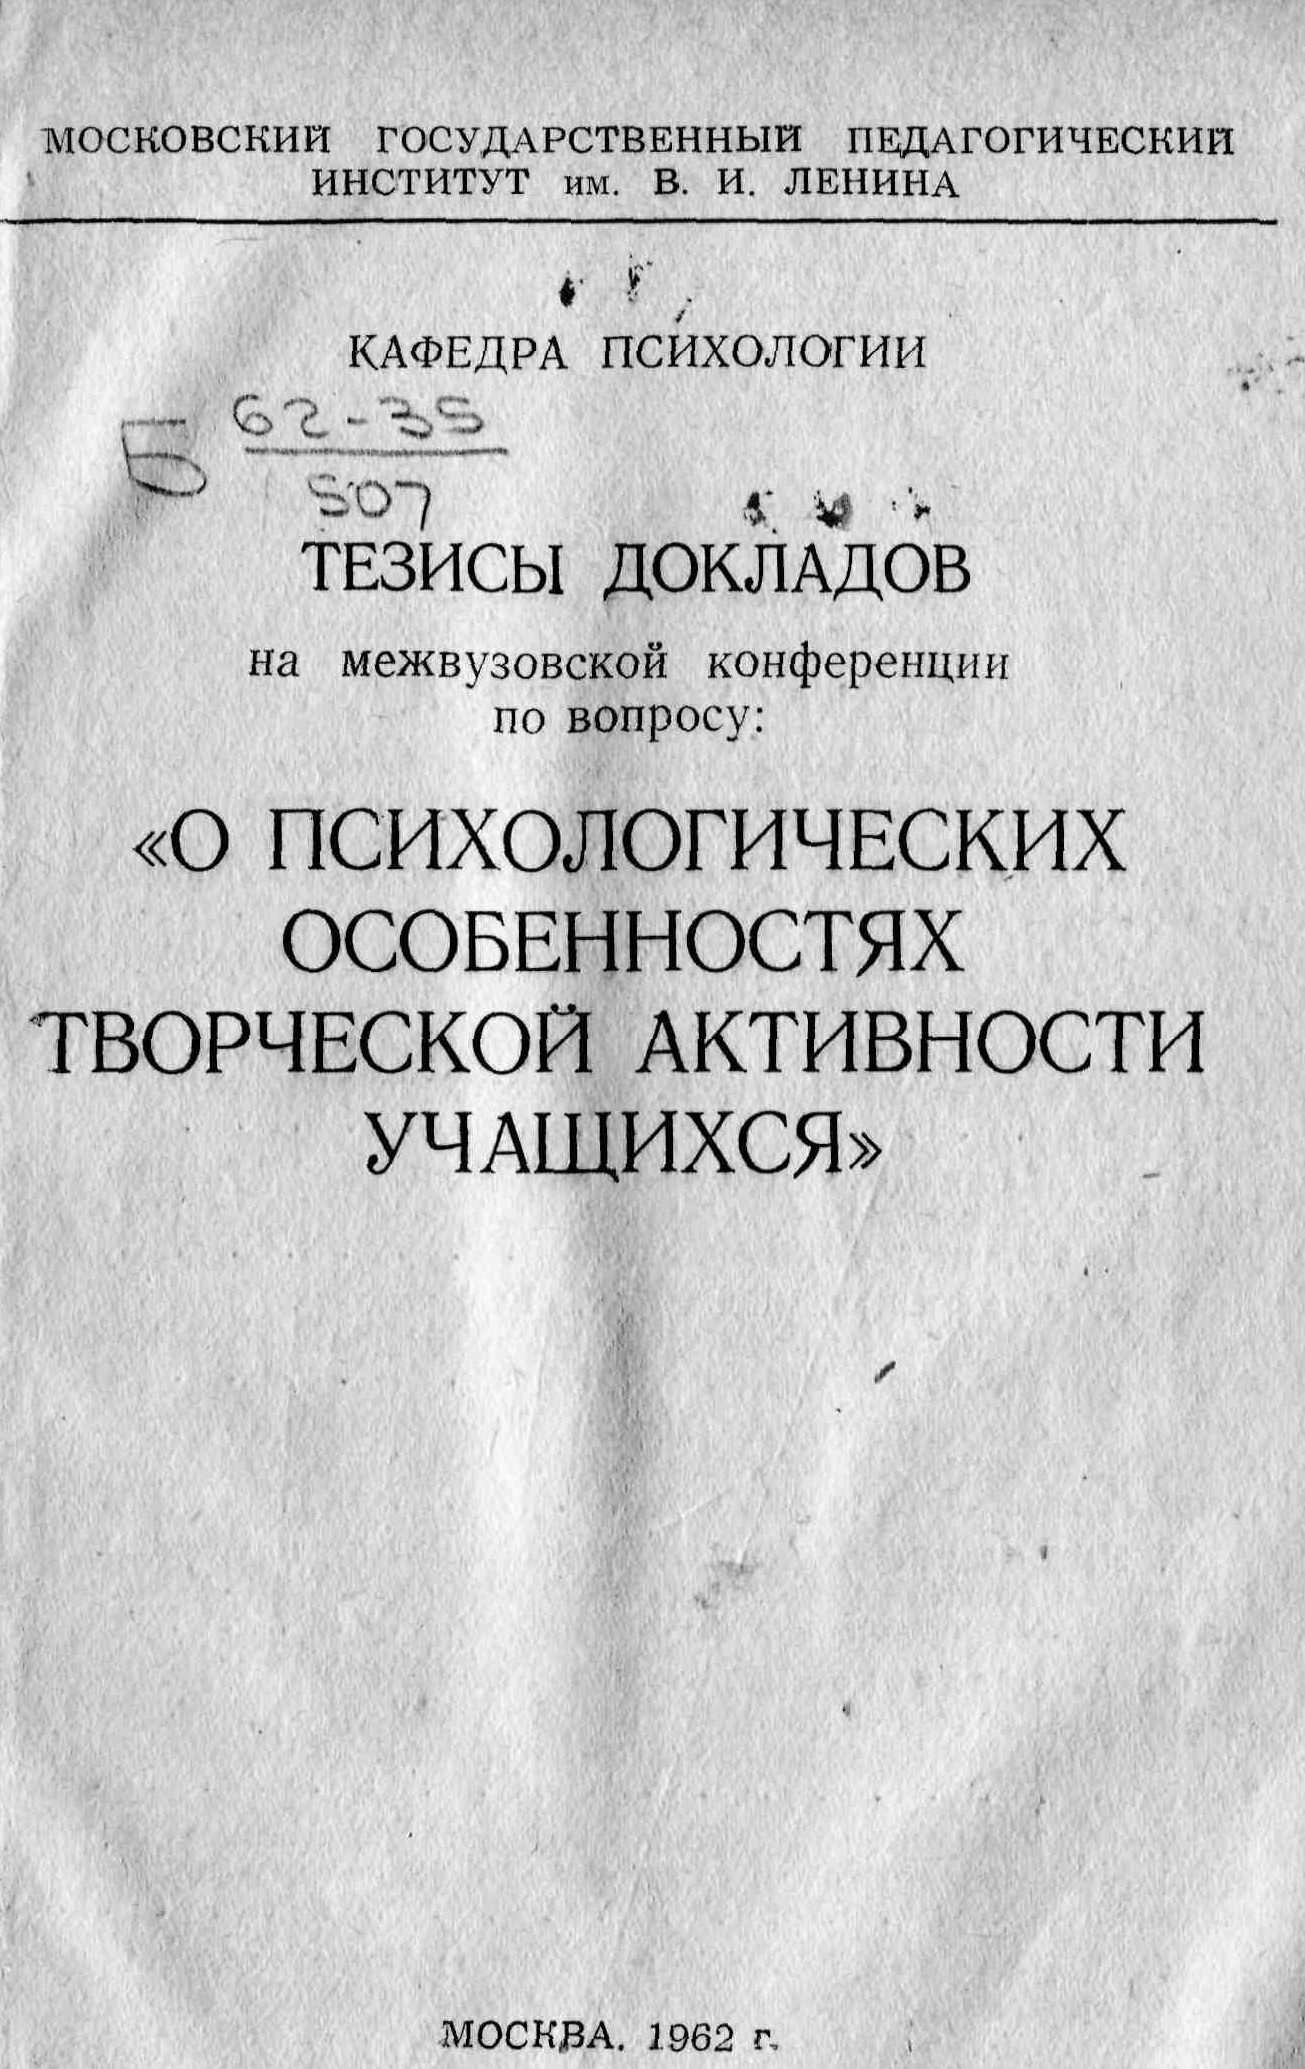 МОСКОВСКИЙ ГОСУДАРСТВЕННЫЙ ПЕДАГОГИЧЕСКИЙ
ИНСТИТУТ им. В. И. ЛЕНИНА
КАФЕДРА ПСИХОЛОГИИ
Б 62-35
507
ТЕЗИСЫ ДОКЛАДОВ
на межвузовской конференции
по вопросу:
«О ПСИХОЛОГИЧЕСКИХ
ОСОБЕННОСТЯХ
ТВОРЧЕСКОЙ АКТИВНОСТИ
УЧАЩИХСЯ»
МОСКВА. 1962 г.